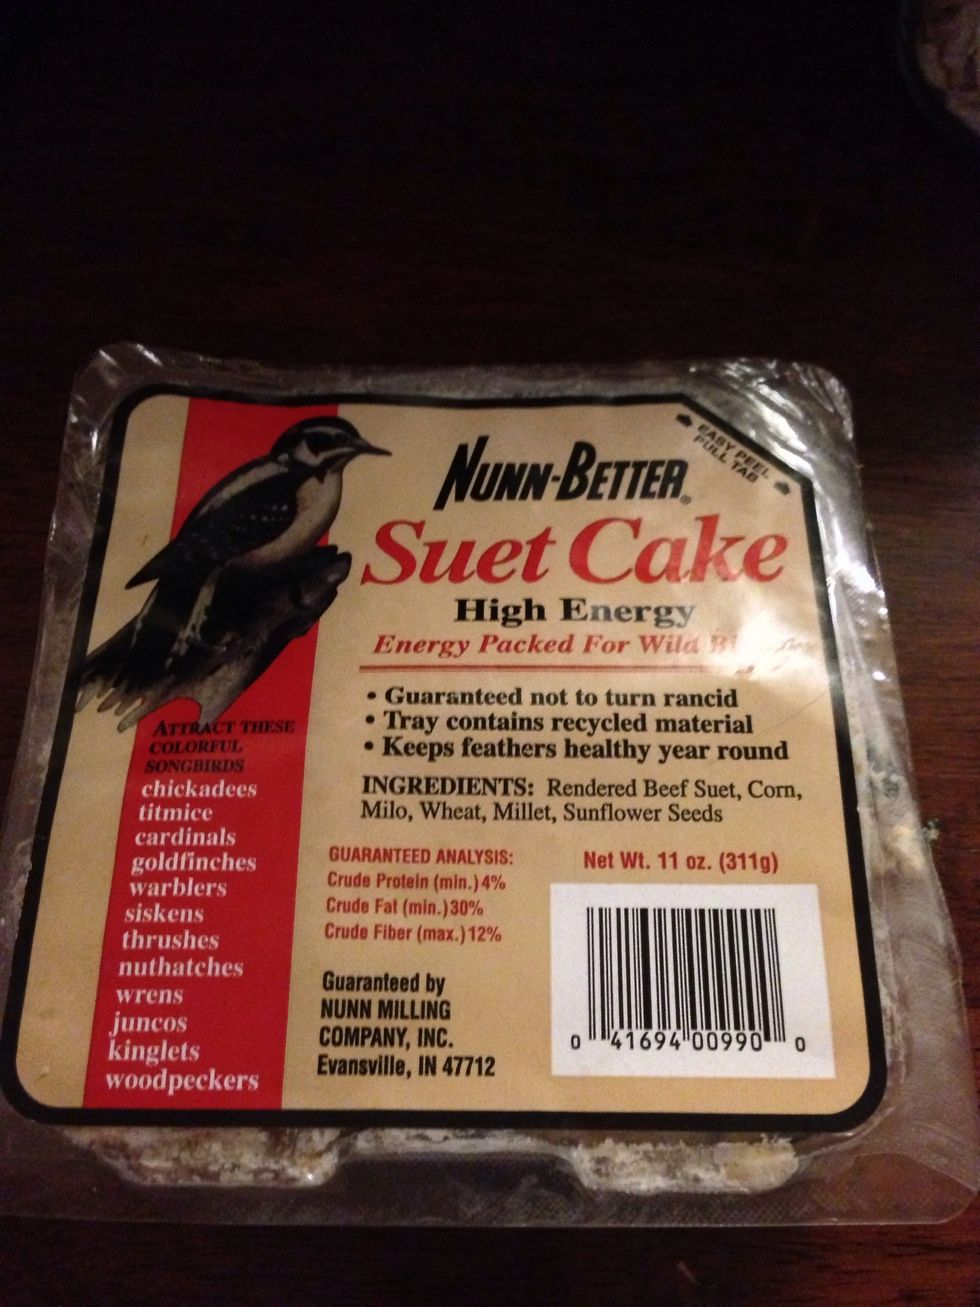 EASY PEEL
PULL TAB
NUNN-BETTER®
Suet Cake
High Energy
Energy Packed For Wild
• Guaranteed not to turn rancid
• Tray contains recycled material
• Keeps feathers healthy year round
INGREDIENTS: Rendered Beef Suet, Corn,
Milo, Wheat, Millet, Sunflower Seeds
ATTRACT THESE
COLORFUL
SONGBIRDS
chickadees
titmice
cardinals
goldfinches
warblers
siskens
thrushes
nuthatches
wrens
juncos
kinglets
woodpeckers
GUARANTEED ANALYSIS:
Crude Protein (min.) 4%
Crude Fat (min.) 30%
Crude Fiber (max.) 12%
Guaranteed by
NUNN MILLING
COMPANY, INC.
Evansville, IN 47712
Net Wt. 11 oz. (311g)
0 41694 00990 0